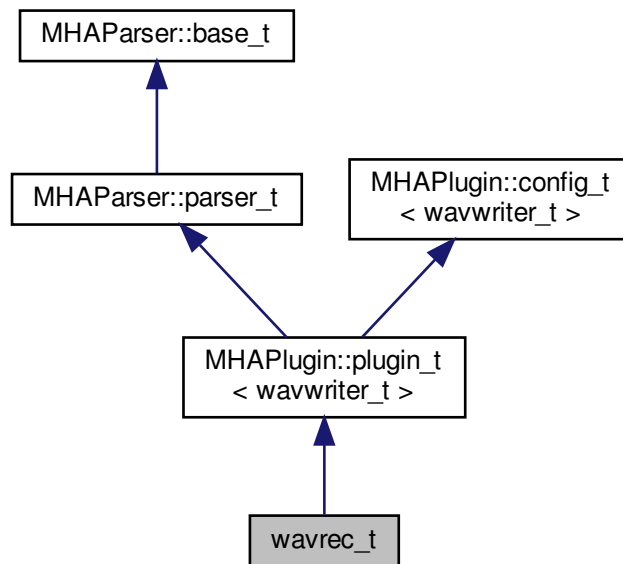 MHAParser::base_t
MHAParser::parser_t
MHAPlugin::config_t
< wavwriter_t >
MHAPlugin::plugin_t
< wavwriter_t >
wavrec_t